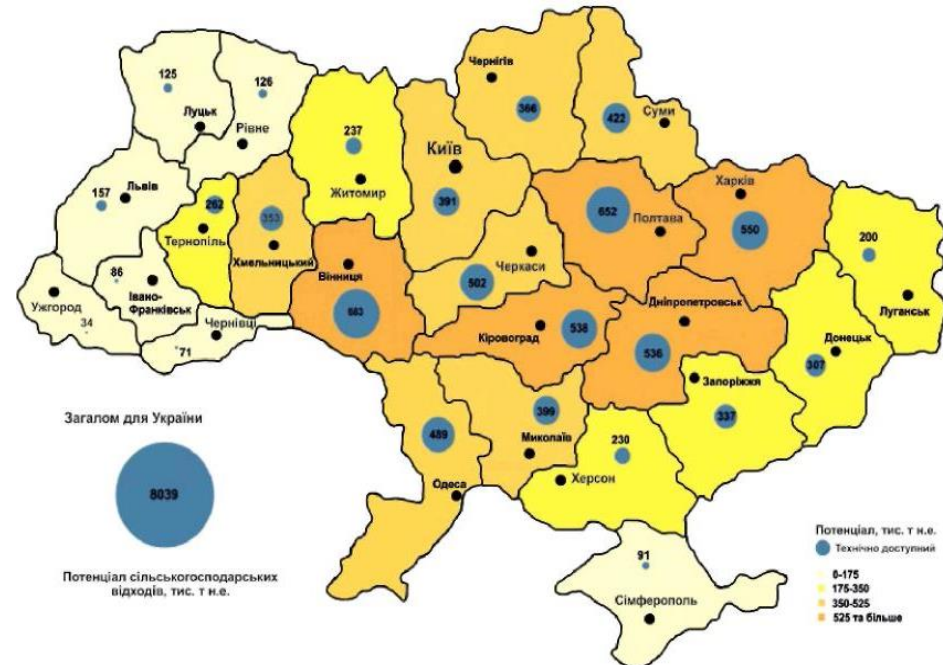 Чернігів
125
126
366
Суми
422
Луцьк
Рівне
237
Київ
Харків
Житомир
Львів
157
262
353
391
652
Полтава
550
Тернопіль
200
Хмельницький
Вінниця
Черкаси
502
86
Івано-
Франківськ
Ужгород
34
Чернівці
71
Дніпропетровськ
Луганськ
Кіровоград
538
536
Донецьк
307
Запоріжжя
337
399
Миколаїв
489
230
Херсон
Одеса
Загалом для України
8039
Потенціал сільськогосподарських
відходів, тис. т н.е.
91
Сімферополь
Потенціал, тис. т н.е.
Технічно доступний
0-175
175-350
350-525
525 та більше